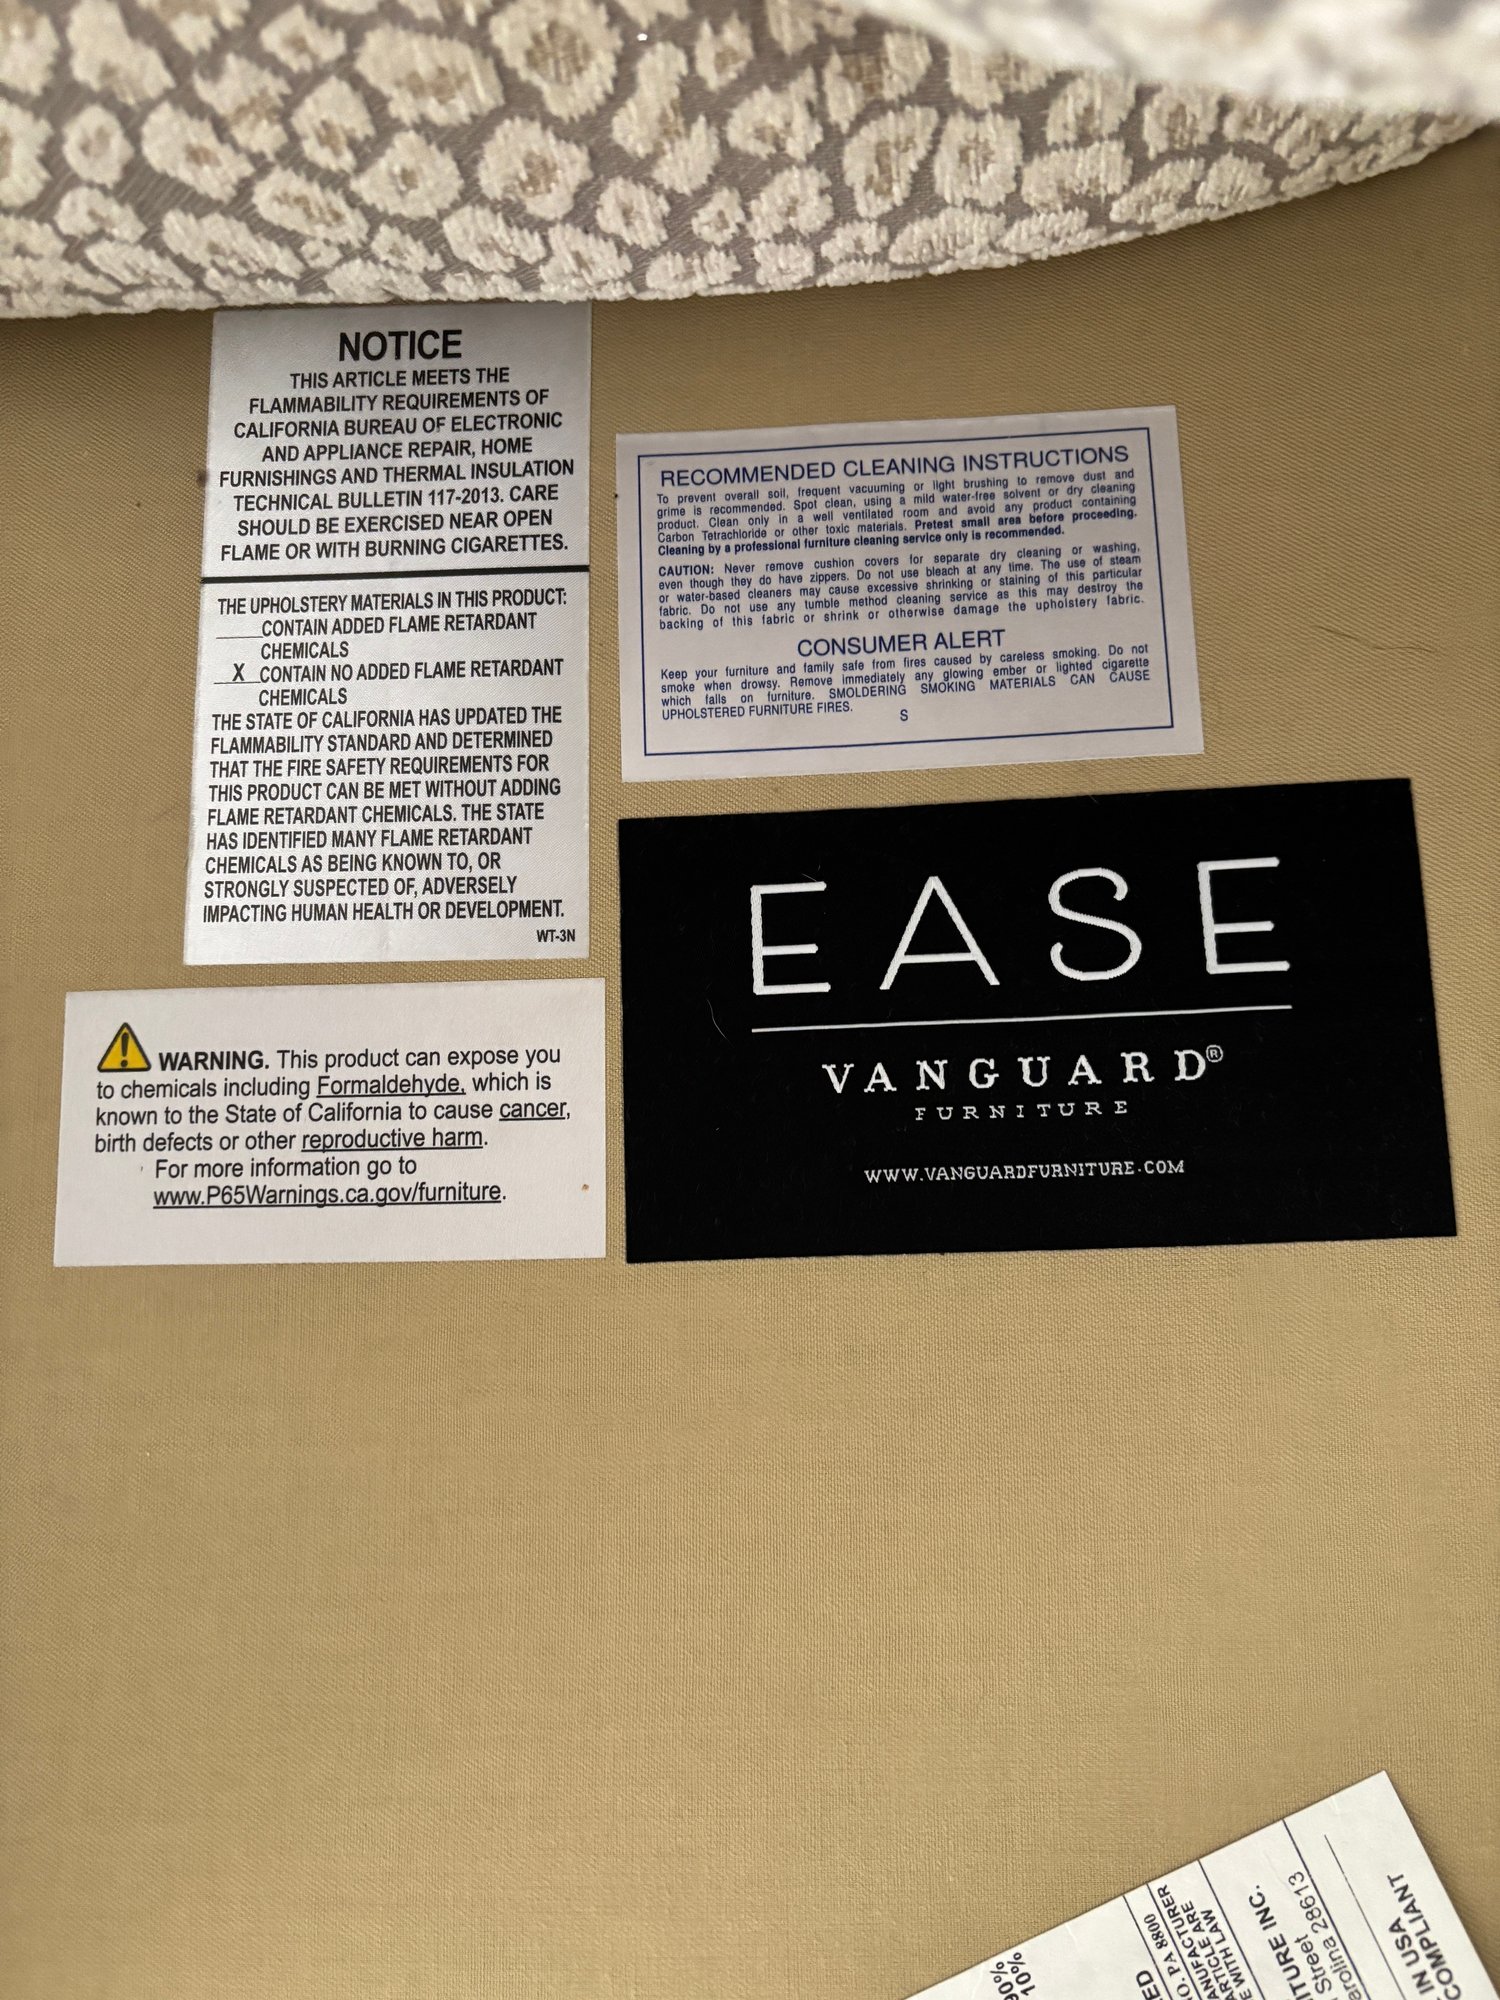 NOTICE
THIS ARTICLE MEETS THE
FLAMMABILITY REQUIREMENTS OF
CALIFORNIA BUREAU OF ELECTRONIC
AND APPLIANCE REPAIR, HOME
FURNISHINGS AND THERMAL INSULATION
TECHNICAL BULLETIN 117-2013. CARE
SHOULD BE EXERCISED NEAR OPEN
FLAME OR WITH BURNING CIGARETTES.
THE UPHOLSTERY MATERIALS IN THIS PRODUCT:
CONTAIN ADDED FLAME RETARDANT
CHEMICALS
X CONTAIN NO ADDED FLAME RETARDANT
CHEMICALS
THE STATE OF CALIFORNIA HAS UPDATED THE
FLAMMABILITY STANDARD AND DETERMINED
THAT THE FIRE SAFETY REQUIREMENTS FOR
THIS PRODUCT CAN BE MET WITHOUT ADDING
FLAME RETARDANT CHEMICALS. THE STATE
HAS IDENTIFIED MANY FLAME RETARDANT
CHEMICALS AS BEING KNOWN TO, OR
STRONGLY SUSPECTED OF, ADVERSELY
IMPACTING HUMAN HEALTH OR DEVELOPMENT.
WT-3N
RECOMMENDED CLEANING INSTRUCTIONS
To prevent overall soil, frequent vacuuming or light brushing to remove dust and
grime is recommended. Spot clean, using a mild water-free solvent or dry cleaning
product. Clean only in a well ventilated room and avoid any product containing
Carbon Tetrachloride or other toxic materials. Pretest small area before proceeding.
Cleaning by a professional furniture cleaning service only is recommended.
CAUTION: Never remove cushion covers for separate dry cleaning or washing,
even though they do have zippers. Do not use bleach at any time. The use of steam
or water-based cleaners may cause excessive shrinking or staining of this particular
fabric. Do not use any tumble method cleaning service as this may destroy the
backing of this fabric or shrink or otherwise damage the upholstery fabric.
CONSUMER ALERT
Keep your furniture and family safe from fires caused by careless smoking. Do not
smoke when drowsy. Remove immediately any glowing ember or lighted cigarette
which falls on furniture. SMOLDERING SMOKING MATERIALS CAN CAUSE
UPHOLSTERED FURNITURE FIRES. S
WARNING. This product can expose you
to chemicals including Formaldehyde, which is
known to the State of California to cause cancer,
birth defects or other reproductive harm.
For more information go to
www.P65Warnings.ca.gov/furniture.
EASE
VANGUARD®
FURNITURE
WWW.VANGUARDFURNITURE.COM
10%
O. PA 8800
ARTICLE ARE
E WITH LAW
INC.
Street
28613
IN USA
COMPLIANT